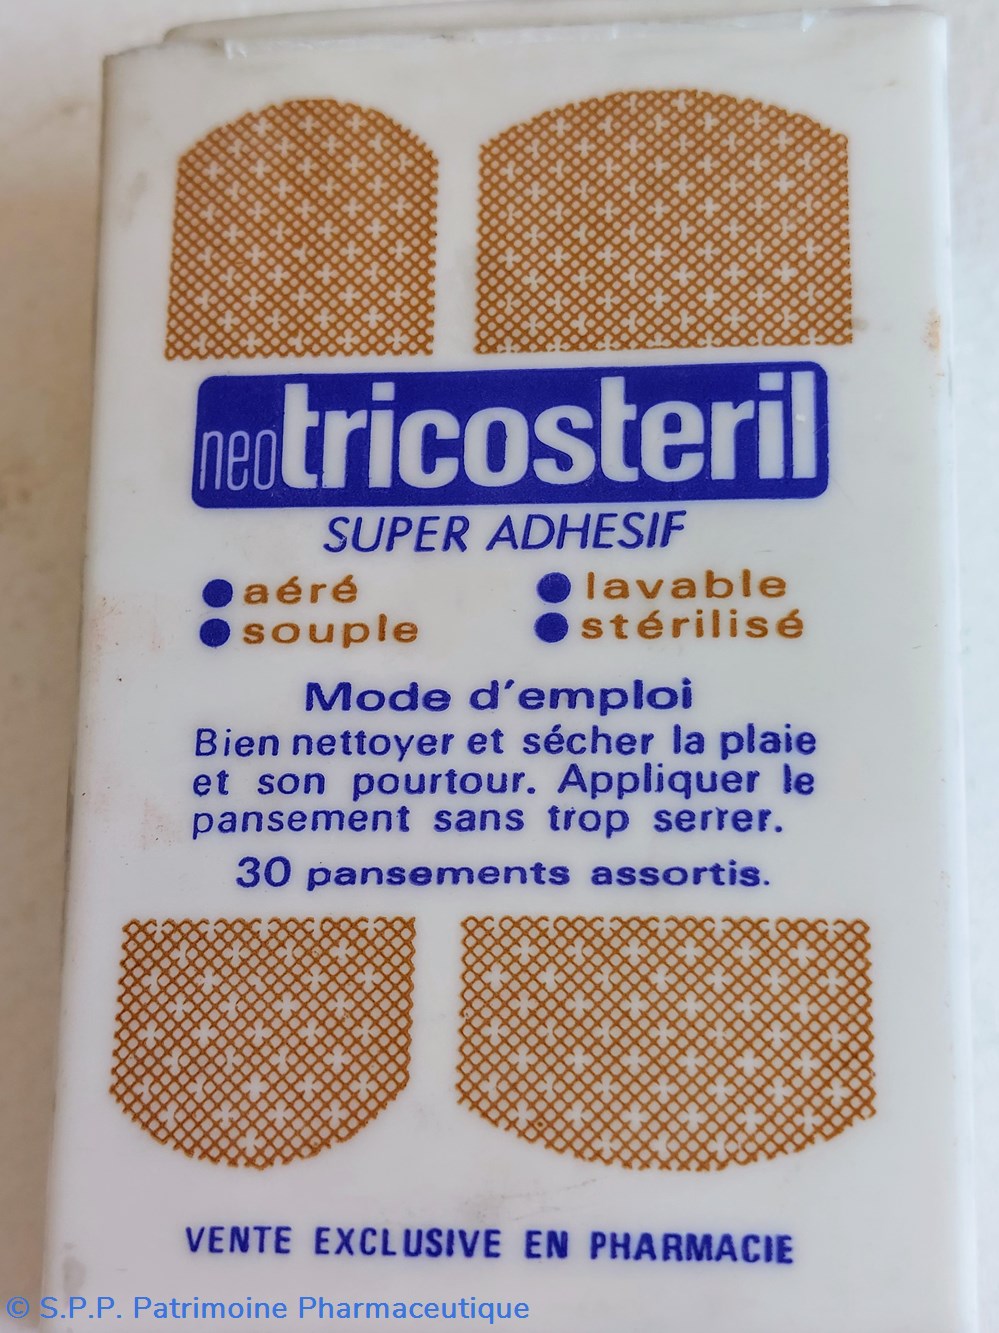 neotricosteril
SUPER ADHESIF
aéré
souple
lavable
stérilisé
Mode d'emploi
Bien nettoyer et sécher la plaie
et son pourtour. Appliquer le
pansement sans trop serrer.
30 pansements assortis.
VENTE EXCLUSIVE EN PHARMACIE
© S.P.P. Patrimoine Pharmaceutique